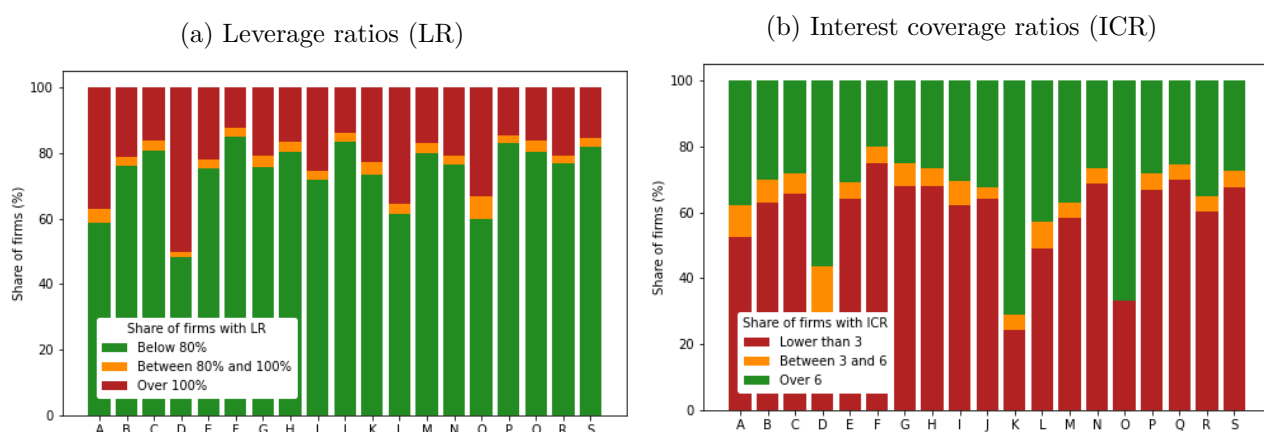 (a) Leverage ratios (LR)
Share of firms (%)
100
80
60
40
20
0
Share of firms with LR
Below 80%
Between 80% and 100%
Over 100%
A B C D E F G H I J K L M N O P Q R S
(b) Interest coverage ratios (ICR)
Share of firms (%)
100
80
60
40
20
0
Share of firms with ICR
Lower than 3
Between 3 and 6
Over 6
A B C D E F G H I J K L M N O P Q R S